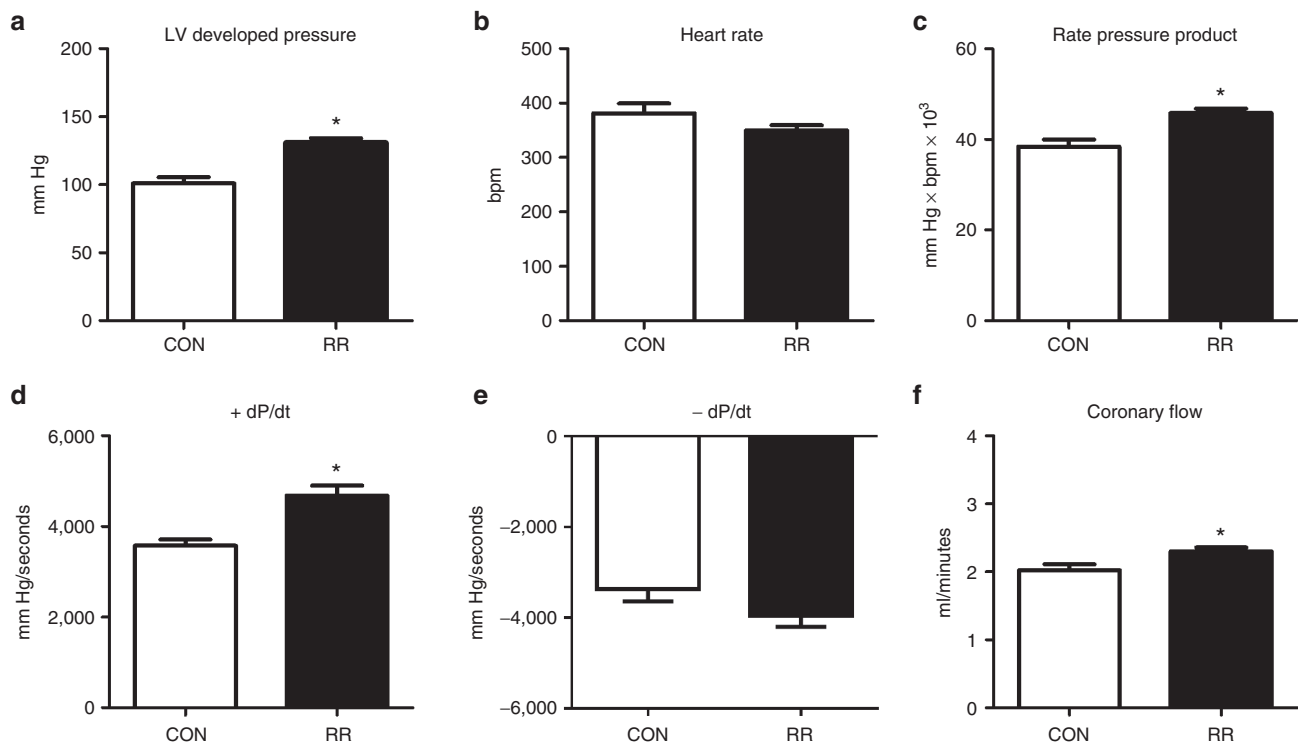 a
LV developed pressure
200
150
100
50
0
mm Hg
*
CON RR
b
Heart rate
500
400
300
200
100
0
bpm
CON RR
c
Rate pressure product
60
40
20
0
mm Hg × bpm × 10³
*
CON RR
d
+ dP/dt
6,000
4,000
2,000
0
mm Hg/seconds
*
CON RR
e
− dP/dt
0
−2,000
−4,000
−6,000
mm Hg/seconds
CON RR
f
Coronary flow
4
3
2
1
0
ml/minutes
*
CON RR